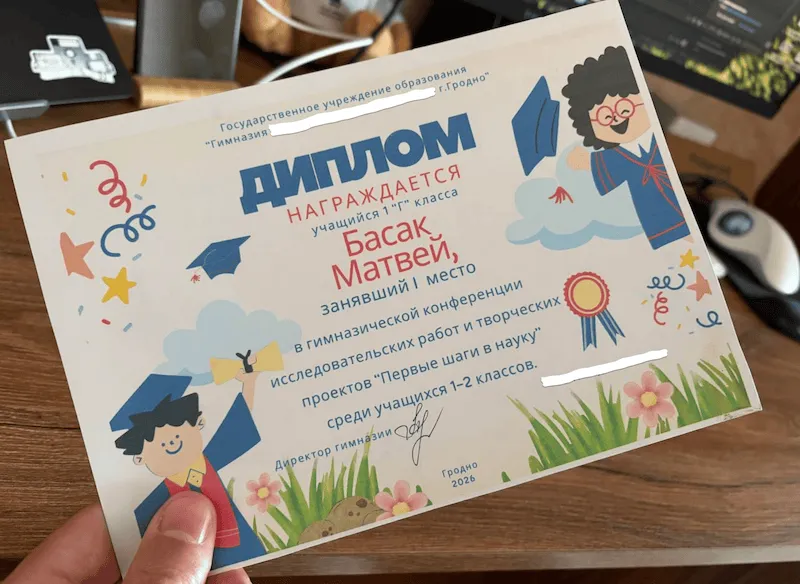 Государственное учреждение образования
"Гимназия г.Гродно"
ДИПЛОМ
НАГРАЖДАЕТСЯ
учащийся 1 "Г" класса
Басак
Матвей,
занявший I место
в гимназической конференции
исследовательских работ и творческих
проектов "Первые шаги в науку"
среди учащихся 1-2 классов.
Директор гимназии
Гродно
2026